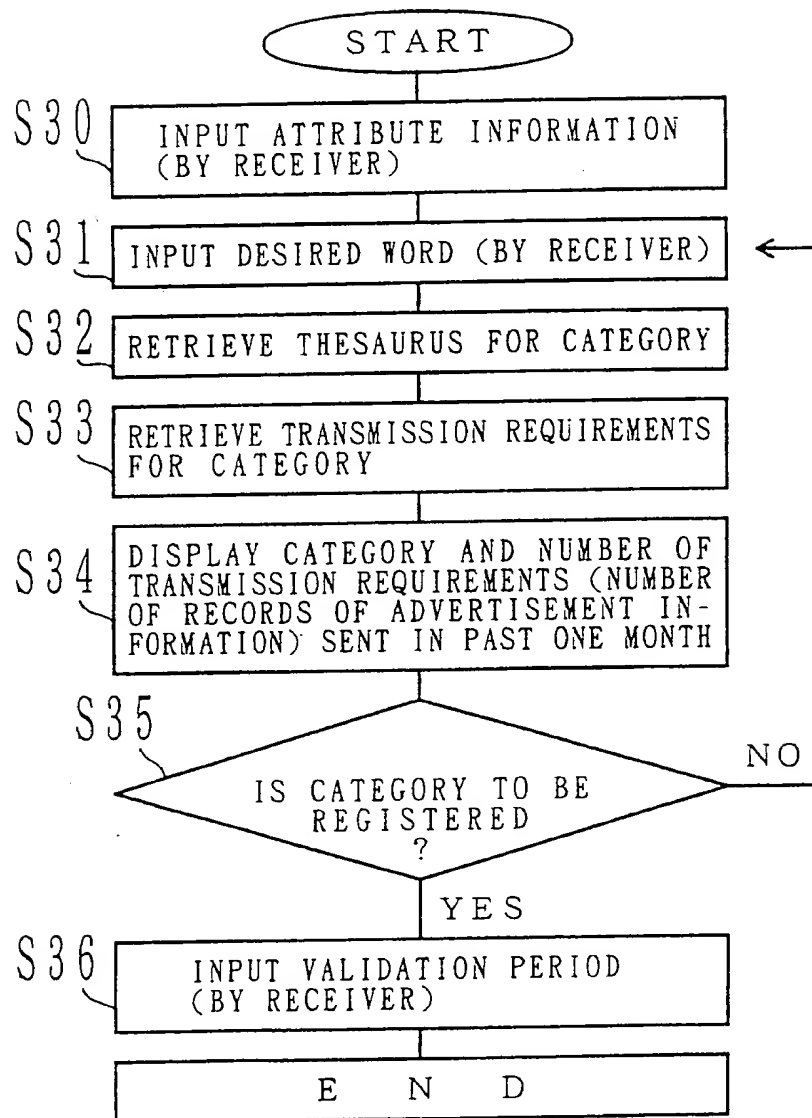 START
S30
INPUT ATTRIBUTE INFORMATION
(BY RECEIVER)
S31
INPUT DESIRED WORD (BY RECEIVER)
S32
RETRIEVE THESAURUS FOR CATEGORY
S33
RETRIEVE TRANSMISSION REQUIREMENTS
FOR CATEGORY
S34
DISPLAY CATEGORY AND NUMBER OF
TRANSMISSION REQUIREMENTS (NUMBER
OF RECORDS OF ADVERTISEMENT IN-
FORMATION) SENT IN PAST ONE MONTH
S35
NO
IS CATEGORY TO BE
REGISTERED
?
YES
S36
INPUT VALIDATION PERIOD
(BY RECEIVER)
END